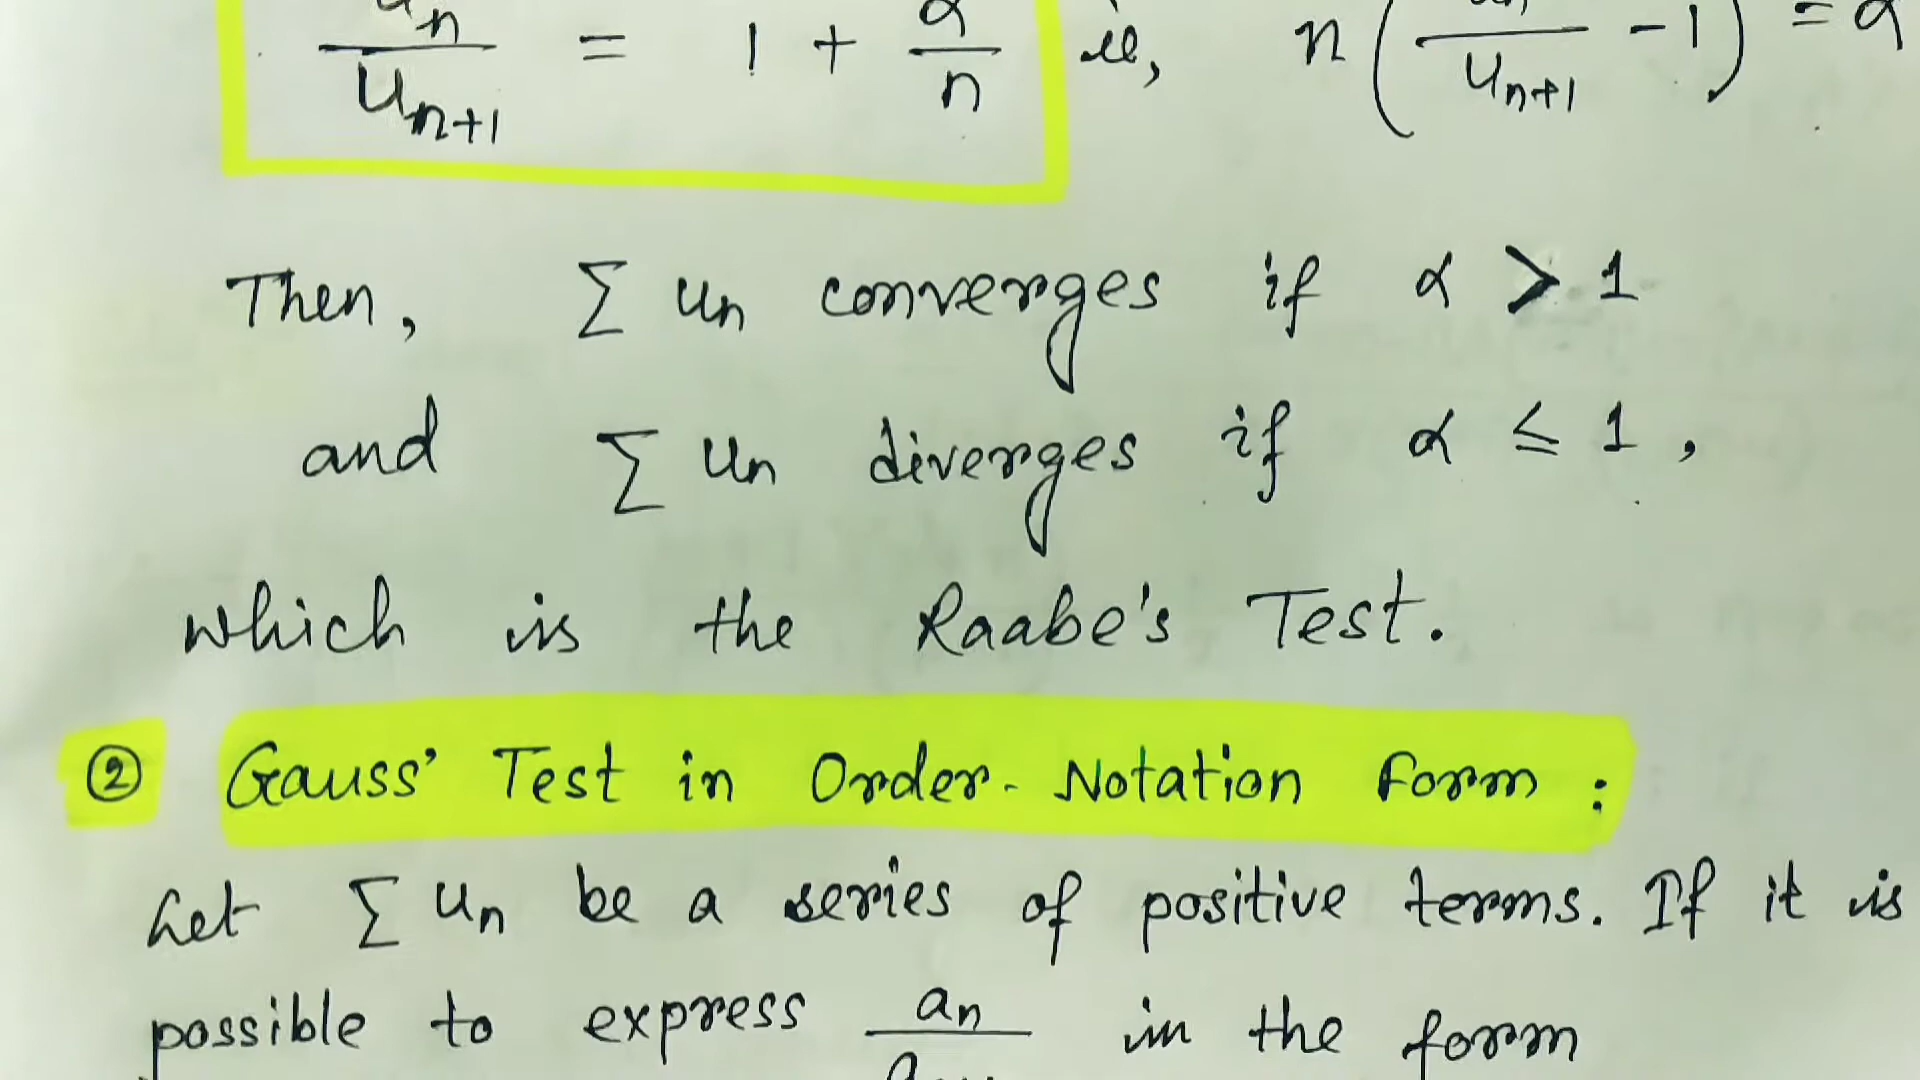 uₙ / uₙ₊₁ = 1 + α/n ie, n(uₙ / uₙ₊₁ − 1) = α
Then, Σ uₙ converges if α > 1
and Σ uₙ diverges if α ≤ 1,
which is the Raabe's Test.
② Gauss' Test in Order-Notation Form:
Let Σ uₙ be a series of positive terms. If it is
possible to express aₙ in the form